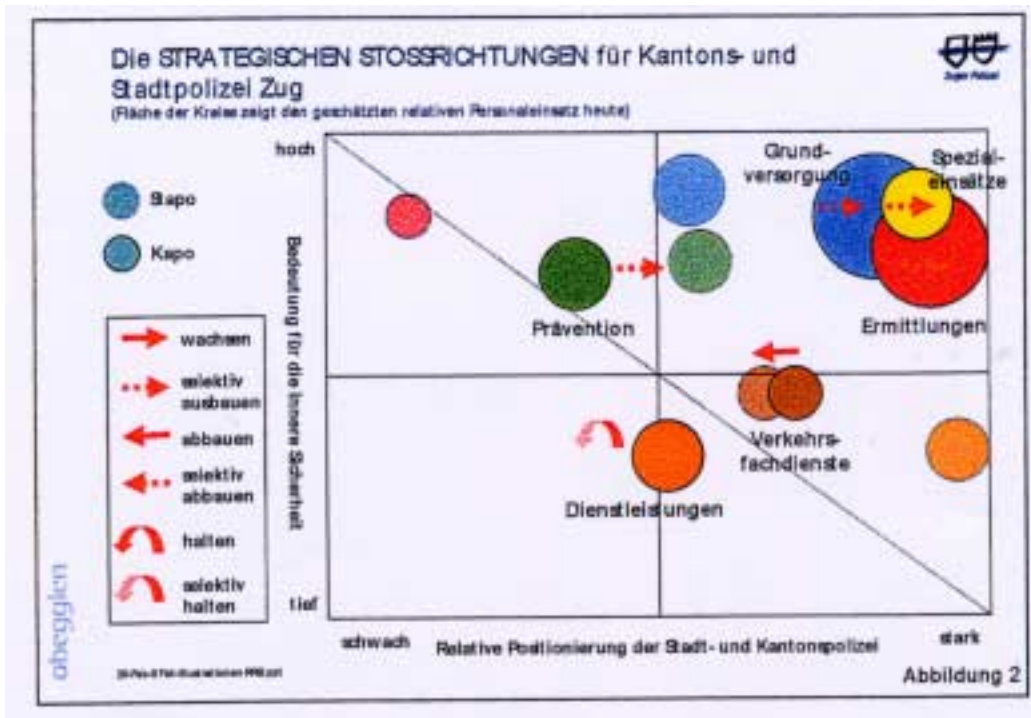 Die STRATEGISCHEN STOSSRICHTUNGEN für Kantons- und
Stadtpolizei Zug
(Fläche der Kreise zeigt den geschätzten relativen Personaleinsatz heute)
Zuger Polizei
hoch
Grund-
versorgung
Spezial-
einsätze
Stapo
Kapo
Bedeutung für die Innere Sicherheit
Prävention
Ermittlungen
wachsen
selektiv
ausbauen
abbauen
selektiv
abbauen
halten
selektiv
halten
Verkehrs-
fachdienste
Dienstleistungen
tief
schwach
Relative Positionierung der Stadt- und Kantonspolizei
stark
abegglen
Abbildung 2